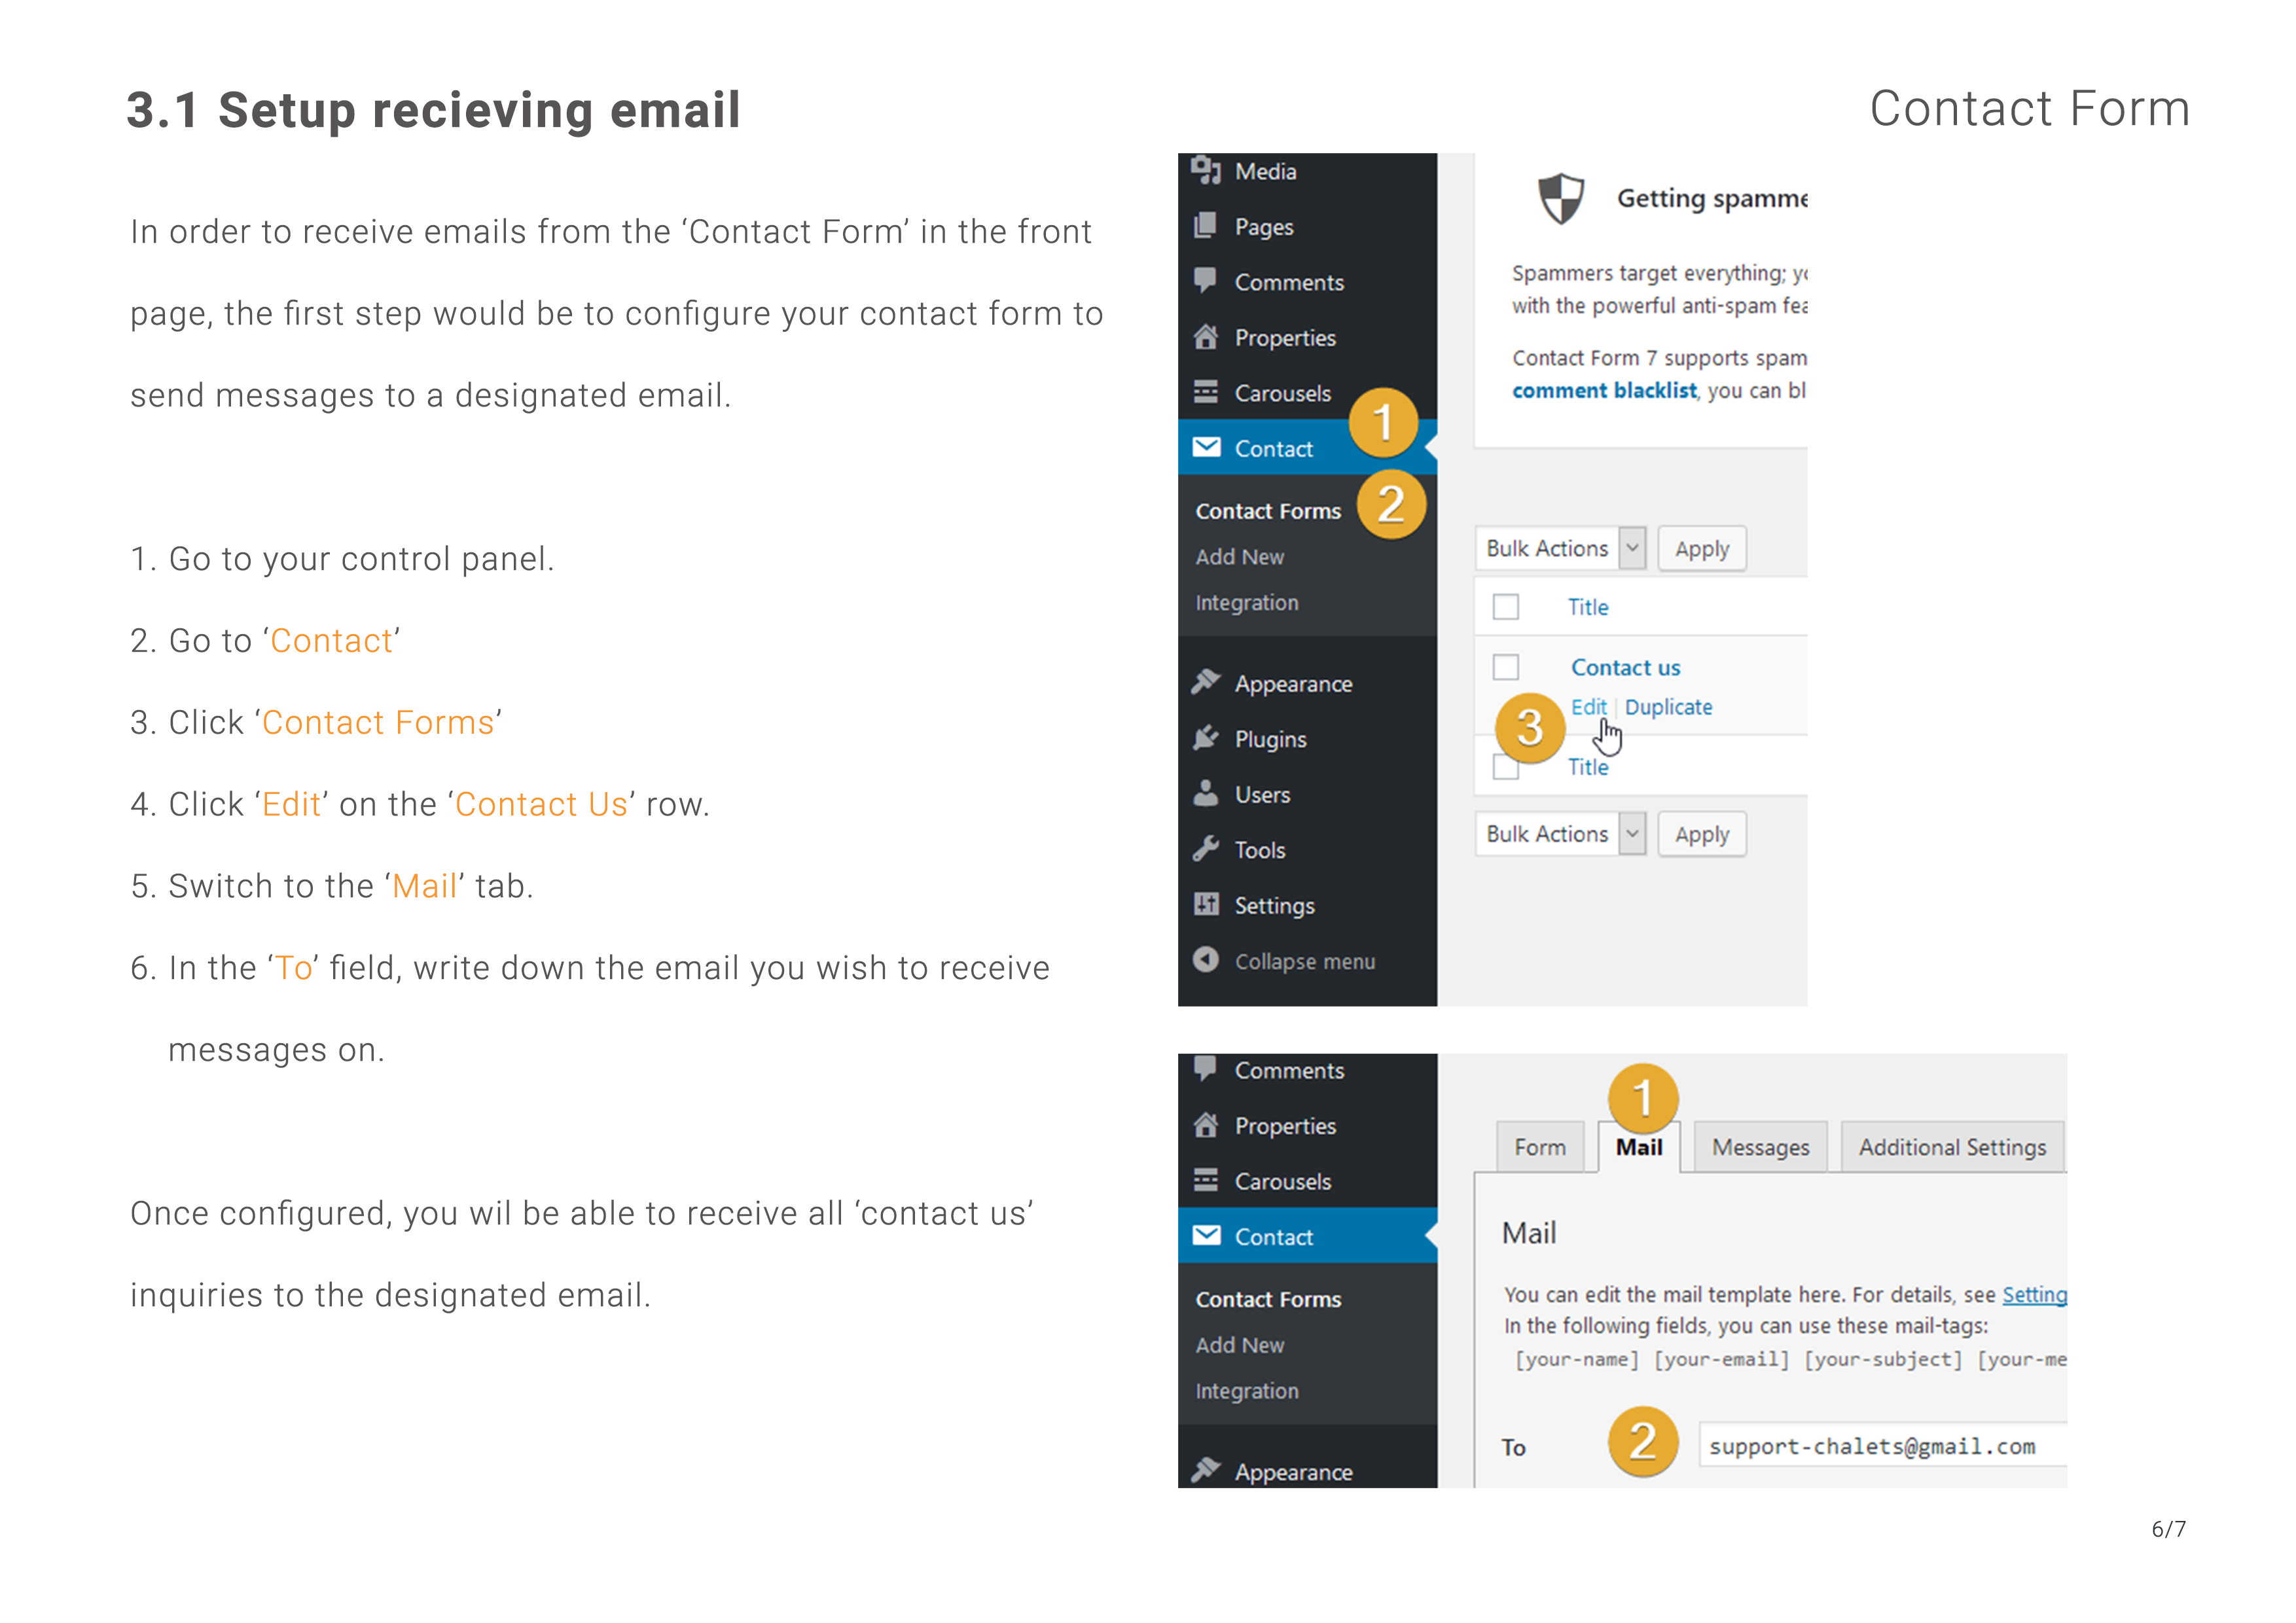 3.1 Setup recieving email
Contact Form
In order to receive emails from the ‘Contact Form’ in the front
page, the first step would be to configure your contact form to
send messages to a designated email.
1. Go to your control panel.
2. Go to ‘Contact’
3. Click ‘Contact Forms’
4. Click ‘Edit’ on the ‘Contact Us’ row.
5. Switch to the ‘Mail’ tab.
6. In the ‘To’ field, write down the email you wish to receive
messages on.
Once configured, you wil be able to receive all ‘contact us’
inquiries to the designated email.
Media
Pages
Comments
Properties
Carousels
1
Contact
Contact Forms 2
Add New
Integration
Appearance
Plugins
Users
Tools
Settings
Collapse menu
Getting spamme
Spammers target everything; yo
with the powerful anti-spam fea
Contact Form 7 supports spam
comment blacklist, you can bl
Bulk Actions Apply
Title
Contact us
Edit | Duplicate
3
Title
Bulk Actions Apply
Comments
Properties
Carousels
Contact
Contact Forms
Add New
Integration
Appearance
1
Form Mail Messages Additional Settings
Mail
You can edit the mail template here. For details, see Setting
In the following fields, you can use these mail-tags:
[your-name] [your-email] [your-subject] [your-me
To 2 support-chalets@gmail.com
6/7